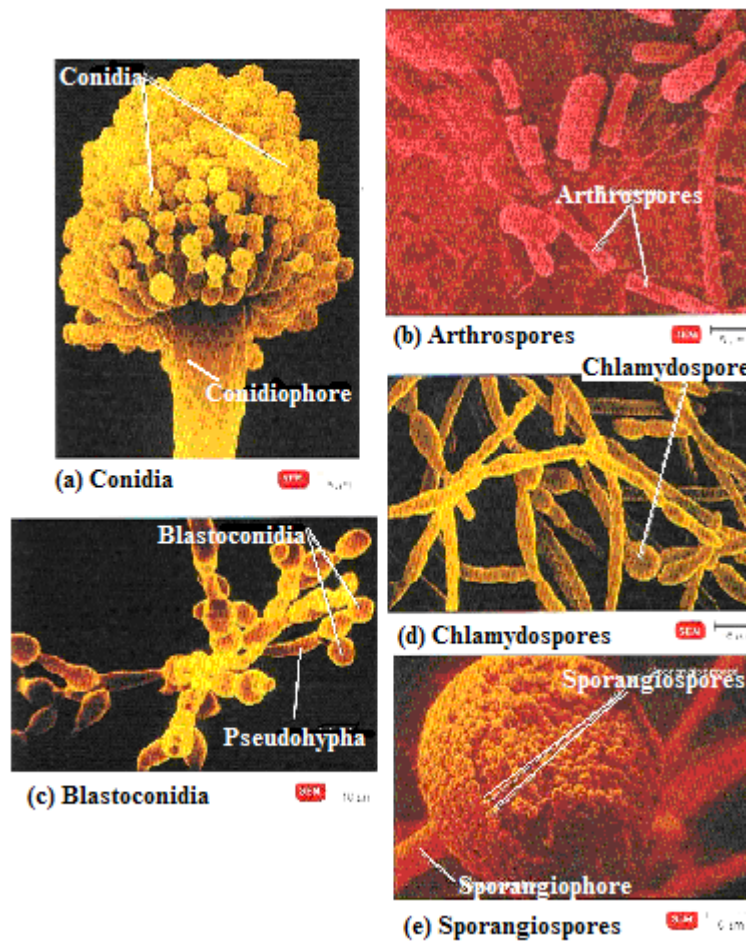 Conidia
Conidiophore
(a) Conidia
SEM
Arthrospores
(b) Arthrospores
SEM
Blastoconidia
Pseudohypha
(c) Blastoconidia
SEM
10 µm
Chlamydospore
(d) Chlamydospores
SEM
Sporangiospores
Sporangiophore
(e) Sporangiospores
SEM